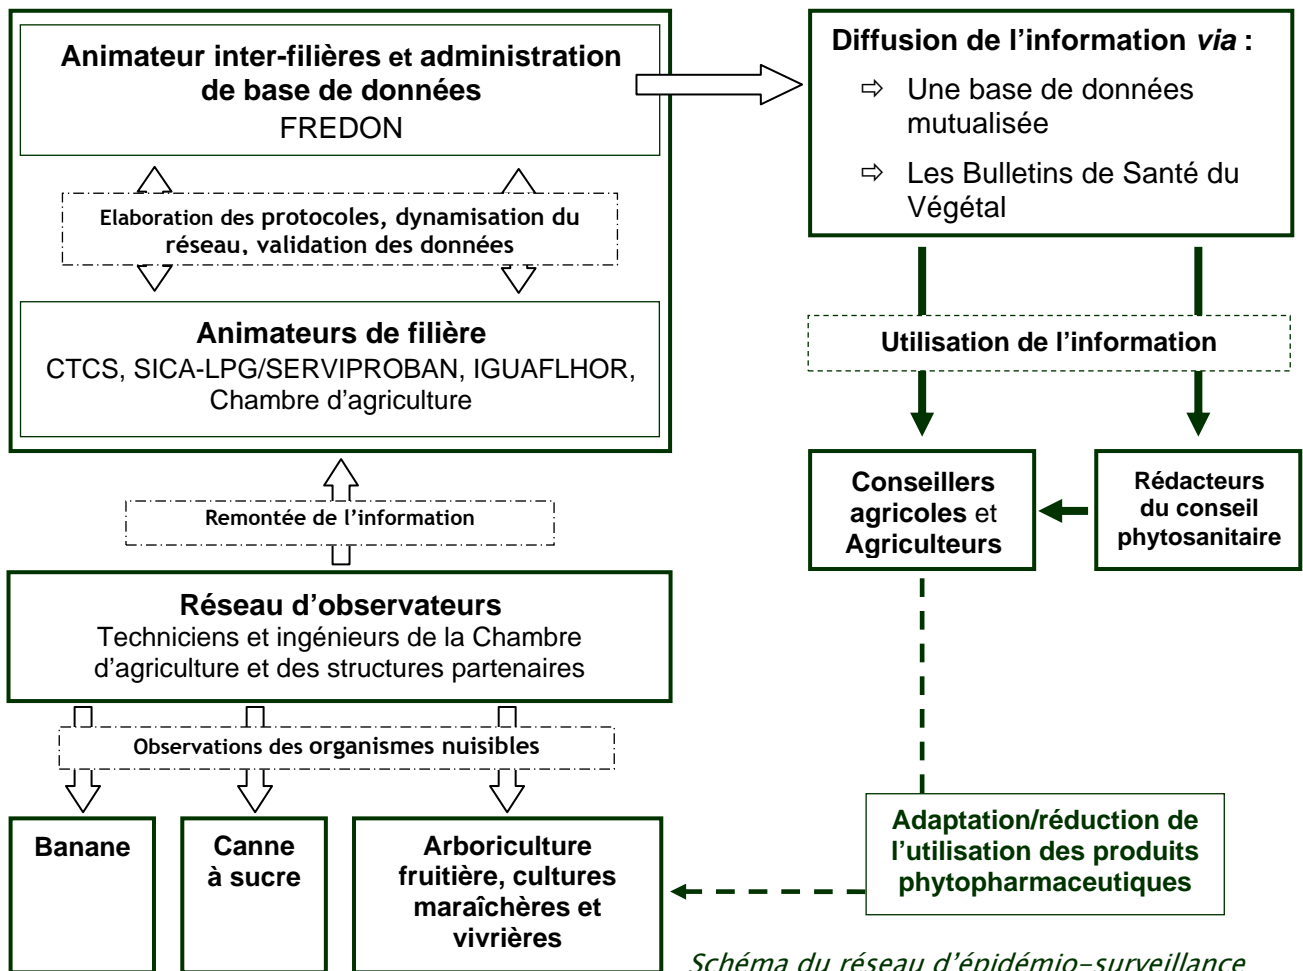 Animateur inter-filières et administration
de base de données
FREDON
Elaboration des protocoles, dynamisation du
réseau, validation des données
Animateurs de filière
CTCS, SICA-LPG/SERVIPROBAN, IGUAFLHOR,
Chambre d’agriculture
Remontée de l’information
Réseau d’observateurs
Techniciens et ingénieurs de la Chambre
d’agriculture et des structures partenaires
Observations des organismes nuisibles
Banane
Canne
à sucre
Arboriculture
fruitière, cultures
maraîchères et
vivrières
Diffusion de l’information via :
⇨ Une base de données
mutualisée
⇨ Les Bulletins de Santé du
Végétal
Utilisation de l’information
Conseillers
agricoles et
Agriculteurs
Rédacteurs
du conseil
phytosanitaire
Adaptation/réduction de
l’utilisation des produits
phytopharmaceutiques
Schéma du réseau d’épidémio-surveillance